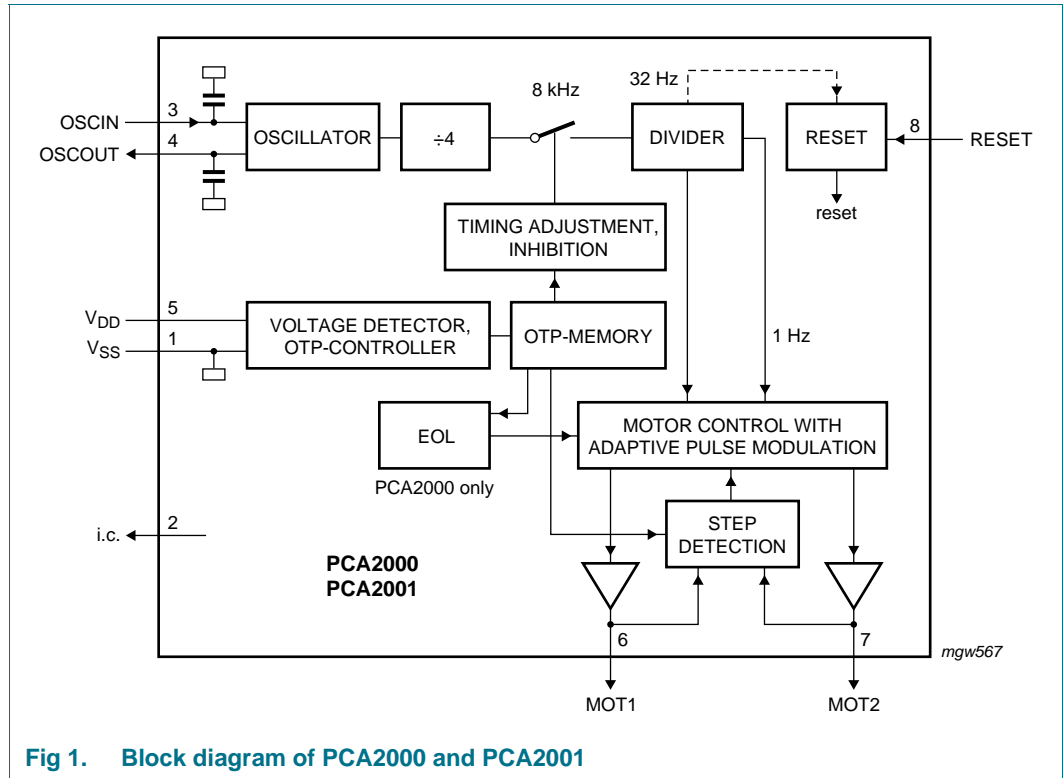 8 kHz
32 Hz
OSCIN
3
4
OSCOUT
OSCILLATOR
÷4
DIVIDER
RESET
8
RESET
reset
TIMING ADJUSTMENT,
INHIBITION
VDD
5
VSS
1
VOLTAGE DETECTOR,
OTP-CONTROLLER
OTP-MEMORY
1 Hz
EOL
PCA2000 only
MOTOR CONTROL WITH
ADAPTIVE PULSE MODULATION
i.c.
2
STEP
DETECTION
PCA2000
PCA2001
6
7
mgw567
MOT1
MOT2
Fig 1. Block diagram of PCA2000 and PCA2001